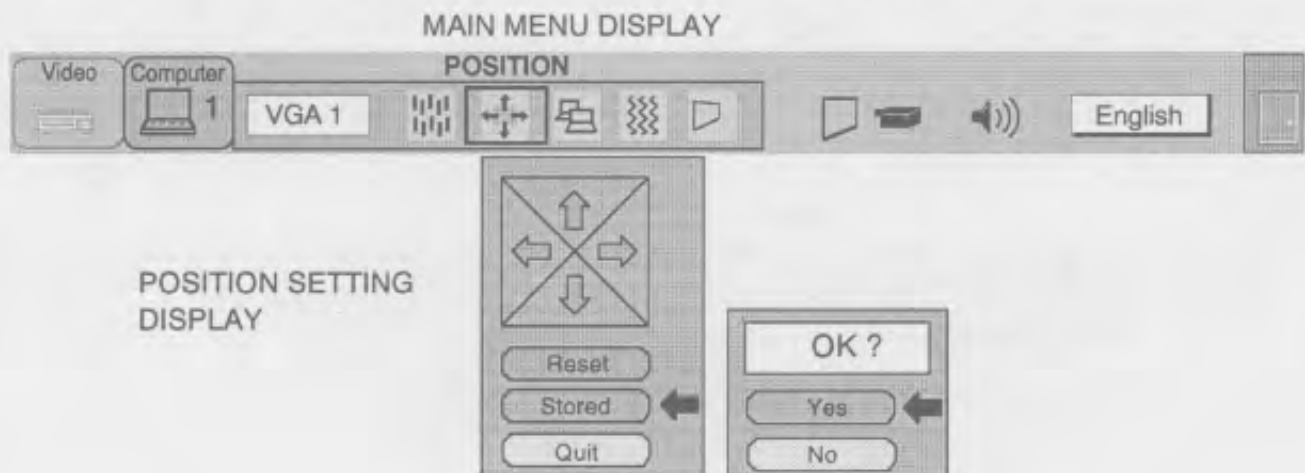 MAIN MENU DISPLAY
Video
Computer
POSITION
1
VGA 1
English
POSITION SETTING
DISPLAY
Reset
Stored
Quit
OK ?
Yes
No